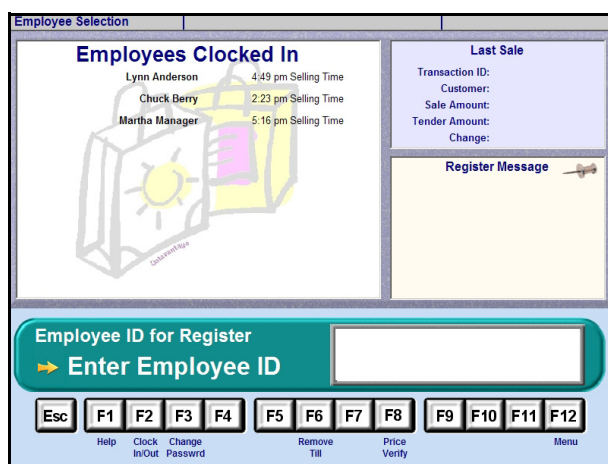 Employee Selection
Employees Clocked In
Lynn Anderson 4:49 pm Selling Time
Chuck Berry 2:23 pm Selling Time
Martha Manager 5:16 pm Selling Time
Datavantage
Last Sale
Transaction ID:
Customer:
Sale Amount:
Tender Amount:
Change:
Register Message
Employee ID for Register
Enter Employee ID
Esc F1 F2 F3 F4 F5 F6 F7 F8 F9 F10 F11 F12
Help Clock Change Remove Price Menu
In/Out Passwrd Till Verify